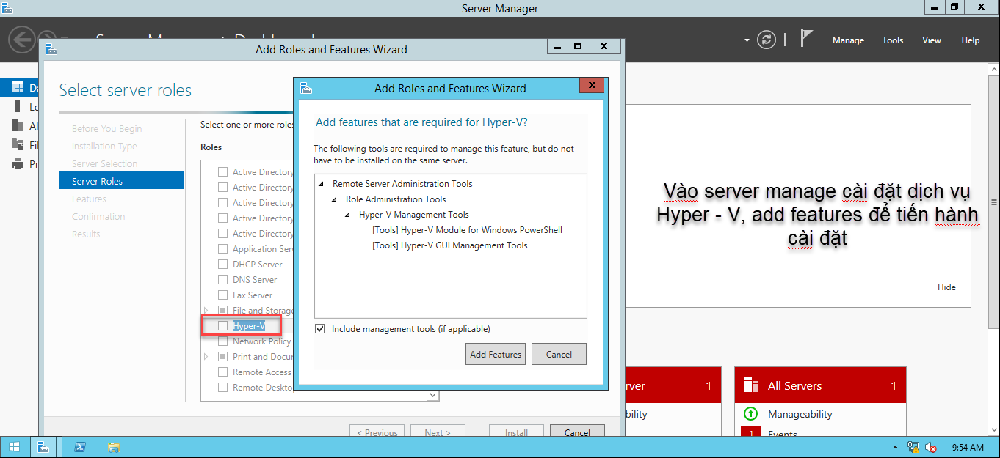 Server Manager
Manage Tools View Help
Add Roles and Features Wizard
Select server roles
Before You Begin
Installation Type
Server Selection
Server Roles
Features
Confirmation
Results
Select one or more roles
Roles
Active Directory
Active Directory
Active Directory
Active Directory
Active Directory
Application Ser
DHCP Server
DNS Server
Fax Server
File and Storage
Hyper-V
Network Policy
Print and Docu
Remote Access
Remote Deskto
< Previous Next > Install Cancel
Add Roles and Features Wizard
Add features that are required for Hyper-V?
The following tools are required to manage this feature, but do not
have to be installed on the same server.
Remote Server Administration Tools
Role Administration Tools
Hyper-V Management Tools
[Tools] Hyper-V Module for Windows PowerShell
[Tools] Hyper-V GUI Management Tools
Include management tools (if applicable)
Add Features Cancel
Vào server manage cài đặt dịch vụ
Hyper - V, add features để tiến hành
cài đặt
Hide
rver 1
bility
All Servers 1
Manageability
1 Events
9:54 AM